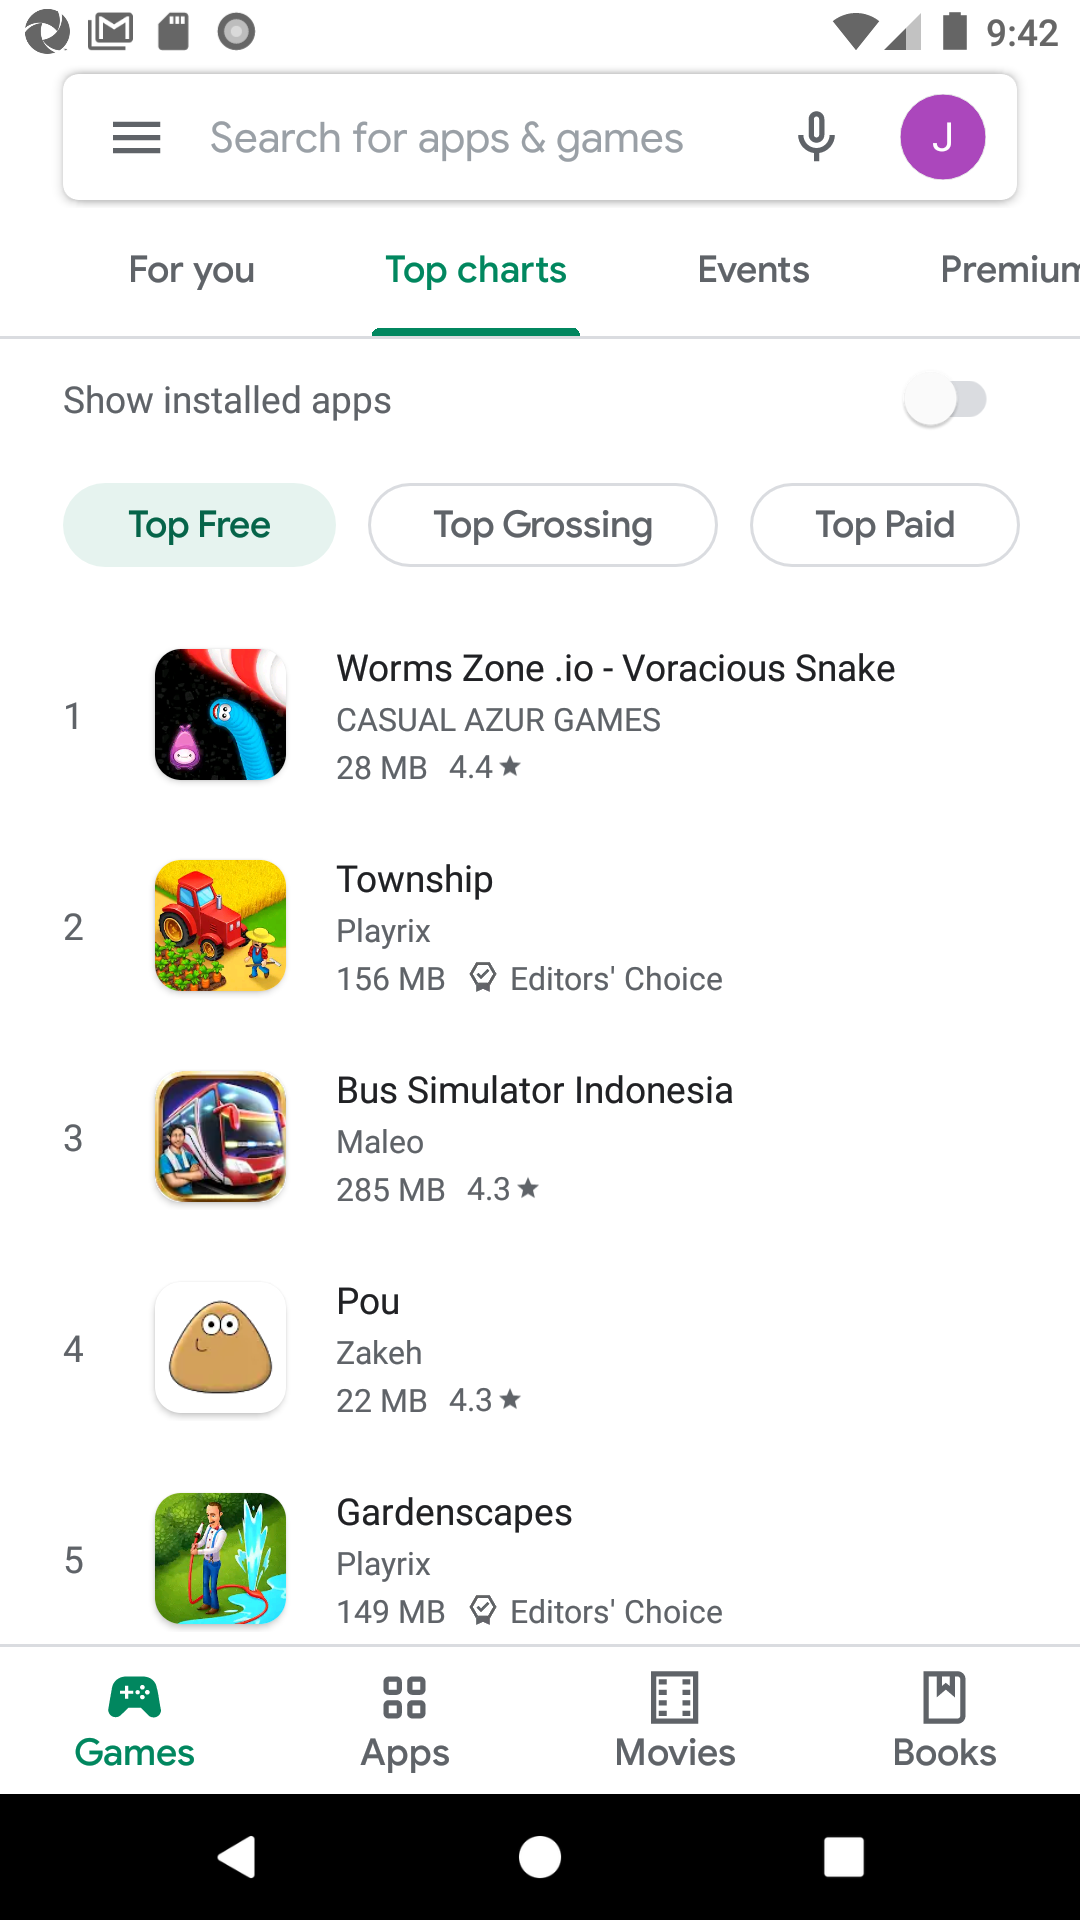 9:42
Search for apps & games
J
For you
Top charts
Events
Premium
Show installed apps
Top Free
Top Grossing
Top Paid
1
Worms Zone .io - Voracious Snake
CASUAL AZUR GAMES
28 MB 4.4★
2
Township
Playrix
156 MB Editors' Choice
3
Bus Simulator Indonesia
Maleo
285 MB 4.3★
4
Pou
Zakeh
22 MB 4.3★
5
Gardenscapes
Playrix
149 MB Editors' Choice
Games
Apps
Movies
Books